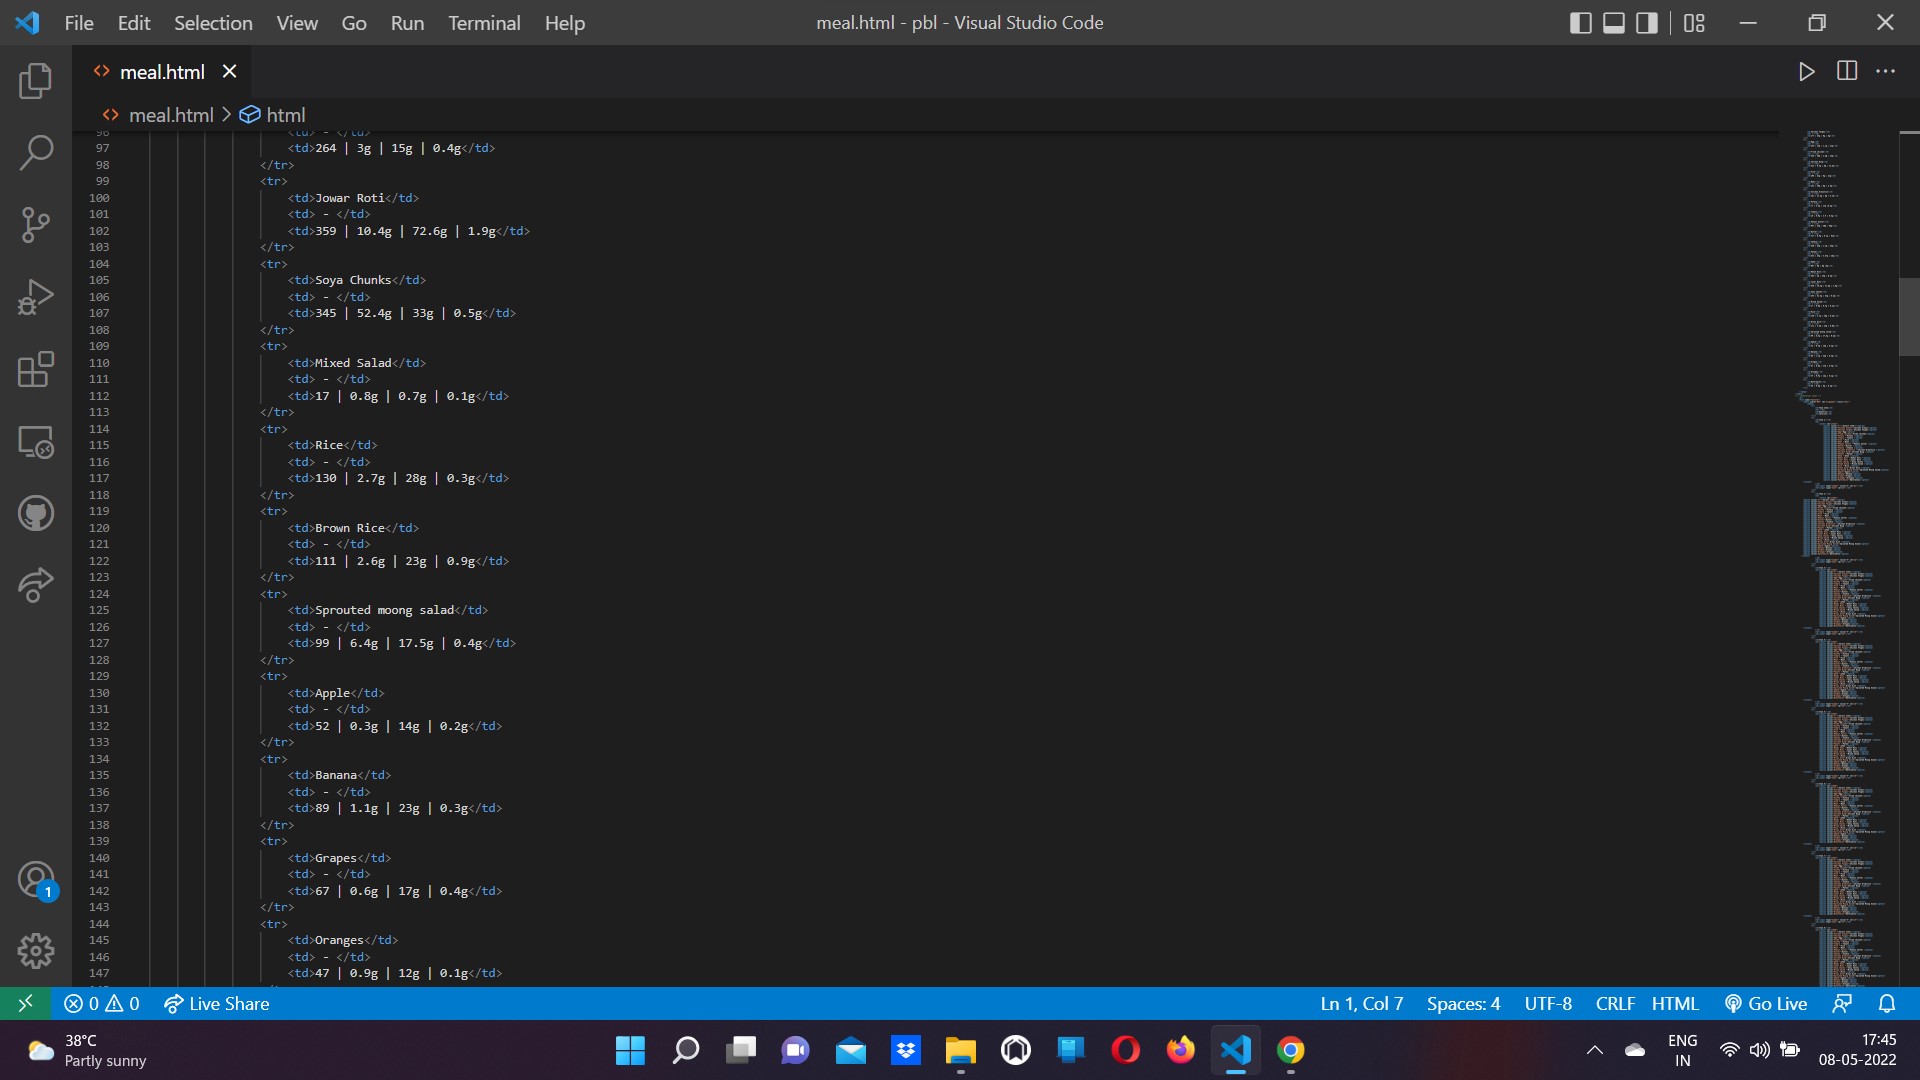 File Edit Selection View Go Run Terminal Help
meal.html - pbl - Visual Studio Code
meal.html
meal.html > html
96 <td> - </td>
97 <td>264 | 3g | 15g | 0.4g</td>
98 </tr>
99 <tr>
100 <td>Jowar Roti</td>
101 <td> - </td>
102 <td>359 | 10.4g | 72.6g | 1.9g</td>
103 </tr>
104 <tr>
105 <td>Soya Chunks</td>
106 <td> - </td>
107 <td>345 | 52.4g | 33g | 0.5g</td>
108 </tr>
109 <tr>
110 <td>Mixed Salad</td>
111 <td> - </td>
112 <td>17 | 0.8g | 0.7g | 0.1g</td>
113 </tr>
114 <tr>
115 <td>Rice</td>
116 <td> - </td>
117 <td>130 | 2.7g | 28g | 0.3g</td>
118 </tr>
119 <tr>
120 <td>Brown Rice</td>
121 <td> - </td>
122 <td>111 | 2.6g | 23g | 0.9g</td>
123 </tr>
124 <tr>
125 <td>Sprouted moong salad</td>
126 <td> - </td>
127 <td>99 | 6.4g | 17.5g | 0.4g</td>
128 </tr>
129 <tr>
130 <td>Apple</td>
131 <td> - </td>
132 <td>52 | 0.3g | 14g | 0.2g</td>
133 </tr>
134 <tr>
135 <td>Banana</td>
136 <td> - </td>
137 <td>89 | 1.1g | 23g | 0.3g</td>
138 </tr>
139 <tr>
140 <td>Grapes</td>
141 <td> - </td>
142 <td>67 | 0.6g | 17g | 0.4g</td>
143 </tr>
144 <tr>
145 <td>Oranges</td>
146 <td> - </td>
147 <td>47 | 0.9g | 12g | 0.1g</td>
1
0 0 Live Share
Ln 1, Col 7 Spaces: 4 UTF-8 CRLF HTML Go Live
38°C
Partly sunny
ENG
IN
17:45
08-05-2022